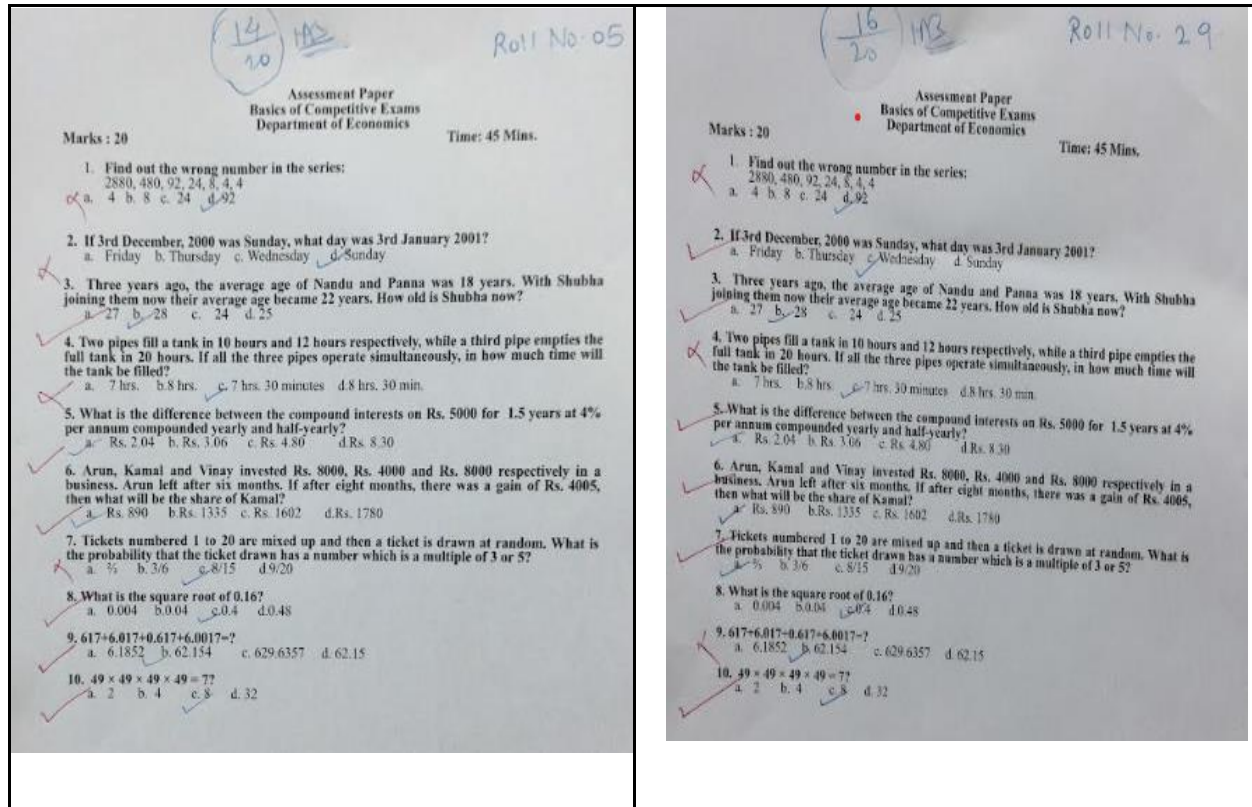 14
20
Roll No. 05
Assessment Paper
Basics of Competitive Exams
Department of Economics
Marks : 20
Time: 45 Mins.
1. Find out the wrong number in the series:
2880, 480, 92, 24, 8, 4, 4
a. 4 b. 8 c. 24 d. 92
2. If 3rd December, 2000 was Sunday, what day was 3rd January 2001?
a. Friday b. Thursday c. Wednesday d. Sunday
3. Three years ago, the average age of Nandu and Panna was 18 years. With Shubha
joining them now their average age became 22 years. How old is Shubha now?
a. 27 b. 28 c. 24 d. 25
4. Two pipes fill a tank in 10 hours and 12 hours respectively, while a third pipe empties the
full tank in 20 hours. If all the three pipes operate simultaneously, in how much time will
the tank be filled?
a. 7 hrs. b.8 hrs. c. 7 hrs. 30 minutes d.8 hrs. 30 min.
5. What is the difference between the compound interests on Rs. 5000 for 1.5 years at 4%
per annum compounded yearly and half-yearly?
a. Rs. 2.04 b. Rs. 3.06 c. Rs. 4.80 d.Rs. 8.30
6. Arun, Kamal and Vinay invested Rs. 8000, Rs. 4000 and Rs. 8000 respectively in a
business. Arun left after six months. If after eight months, there was a gain of Rs. 4005,
then what will be the share of Kamal?
a. Rs. 890 b.Rs. 1335 c. Rs. 1602 d.Rs. 1780
7. Tickets numbered 1 to 20 are mixed up and then a ticket is drawn at random. What is
the probability that the ticket drawn has a number which is a multiple of 3 or 5?
a. ⅖ b. 3/6 c. 8/15 d 9/20
8. What is the square root of 0.16?
a. 0.004 b.0.04 c.0.4 d.0.48
9. 617+6.017+0.617+6.0017=?
a. 6.1852 b. 62.154 c. 629.6357 d. 62.15
10. 49 × 49 × 49 × 49 = 7?
a. 2 b. 4 c. 8 d. 32
16
20
Roll No. 29
Assessment Paper
Basics of Competitive Exams
Department of Economics
Marks : 20
Time: 45 Mins.
1. Find out the wrong number in the series:
2880, 480, 92, 24, 8, 4, 4
a. 4 b. 8 c. 24 d. 92
2. If 3rd December, 2000 was Sunday, what day was 3rd January 2001?
a. Friday b. Thursday c. Wednesday d. Sunday
3. Three years ago, the average age of Nandu and Panna was 18 years. With Shubha
joining them now their average age became 22 years. How old is Shubha now?
a. 27 b. 28 c. 24 d. 25
4. Two pipes fill a tank in 10 hours and 12 hours respectively, while a third pipe empties the
full tank in 20 hours. If all the three pipes operate simultaneously, in how much time will
the tank be filled?
a. 7 hrs. b.8 hrs. c. 7 hrs. 30 minutes d.8 hrs. 30 min.
5. What is the difference between the compound interests on Rs. 5000 for 1.5 years at 4%
per annum compounded yearly and half-yearly?
a. Rs. 2.04 b. Rs. 3.06 c. Rs. 4.80 d.Rs. 8.30
6. Arun, Kamal and Vinay invested Rs. 8000, Rs. 4000 and Rs. 8000 respectively in a
business. Arun left after six months. If after eight months, there was a gain of Rs. 4005,
then what will be the share of Kamal?
a. Rs. 890 b.Rs. 1335 c. Rs. 1602 d.Rs. 1780
7. Tickets numbered 1 to 20 are mixed up and then a ticket is drawn at random. What is
the probability that the ticket drawn has a number which is a multiple of 3 or 5?
a. ⅖ b. 3/6 c. 8/15 d 9/20
8. What is the square root of 0.16?
a. 0.004 b.0.04 c.0.4 d.0.48
9. 617+6.017+0.617+6.0017=?
a. 6.1852 b. 62.154 c. 629.6357 d. 62.15
10. 49 × 49 × 49 × 49 = 7?
a. 2 b. 4 c. 8 d. 32